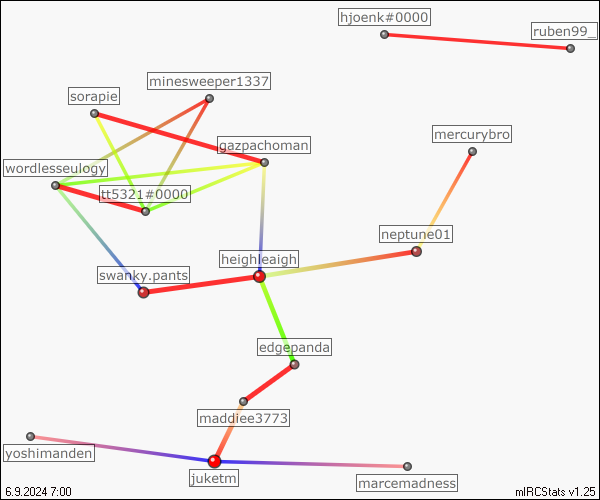 hjoenk#0000
ruben99_
minesweeper1337
sorapie
mercurybro
gazpachoman
wordlesseulogy
tt5321#0000
neptune01
heighleaigh
swanky.pants
edgepanda
maddiee3773
yoshimanden
juketm
marcemadness
6.9.2024 7:00
mIRCStats v1.25